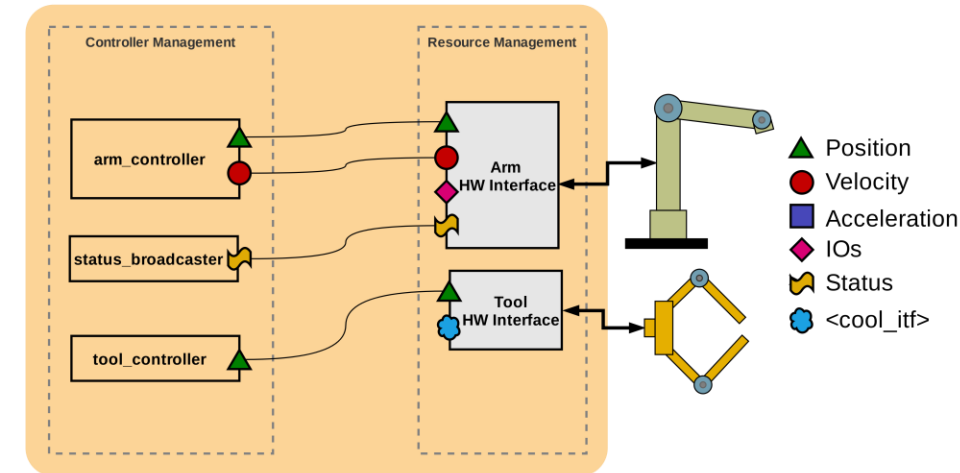 Controller Management
Resource Management
arm_controller
status_broadcaster
tool_controller
Arm
HW Interface
Tool
HW Interface
Position
Velocity
Acceleration
IOs
Status
<cool_itf>